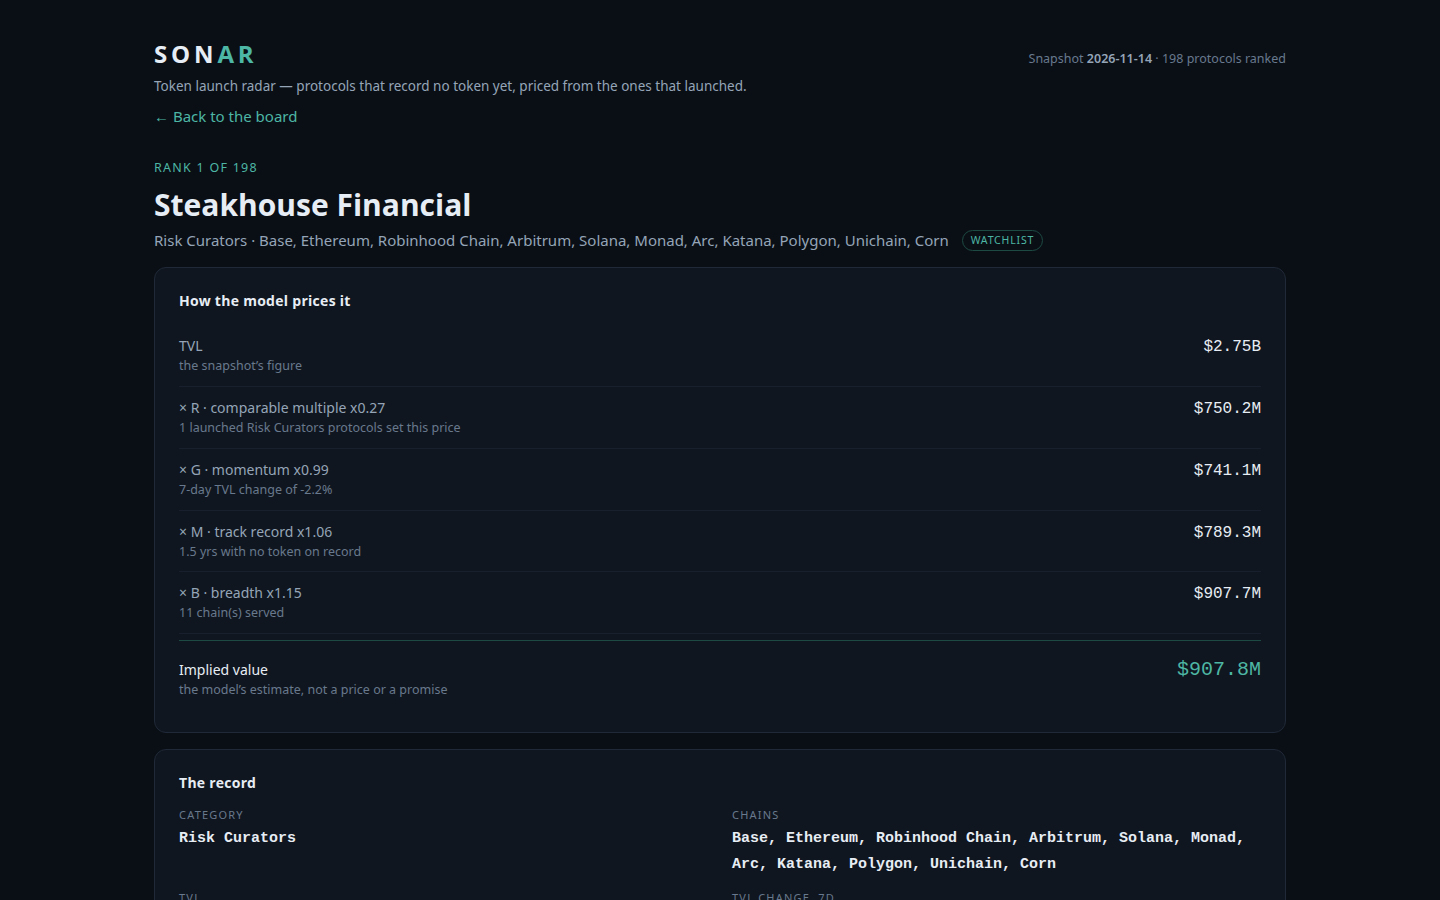 SONAR
Snapshot 2026-11-14 · 198 protocols ranked
Token launch radar — protocols that record no token yet, priced from the ones that launched.
← Back to the board
RANK 1 OF 198
Steakhouse Financial
Risk Curators · Base, Ethereum, Robinhood Chain, Arbitrum, Solana, Monad, Arc, Katana, Polygon, Unichain, Corn WATCHLIST
How the model prices it
TVL $2.75B
the snapshot's figure
× R · comparable multiple x0.27 $750.2M
1 launched Risk Curators protocols set this price
× G · momentum x0.99 $741.1M
7-day TVL change of -2.2%
× M · track record x1.06 $789.3M
1.5 yrs with no token on record
× B · breadth x1.15 $907.7M
11 chain(s) served
Implied value $907.8M
the model's estimate, not a price or a promise
The record
CATEGORY CHAINS
Risk Curators Base, Ethereum, Robinhood Chain, Arbitrum, Solana, Monad,
Arc, Katana, Polygon, Unichain, Corn
TVL TVL CHANGE, 7D